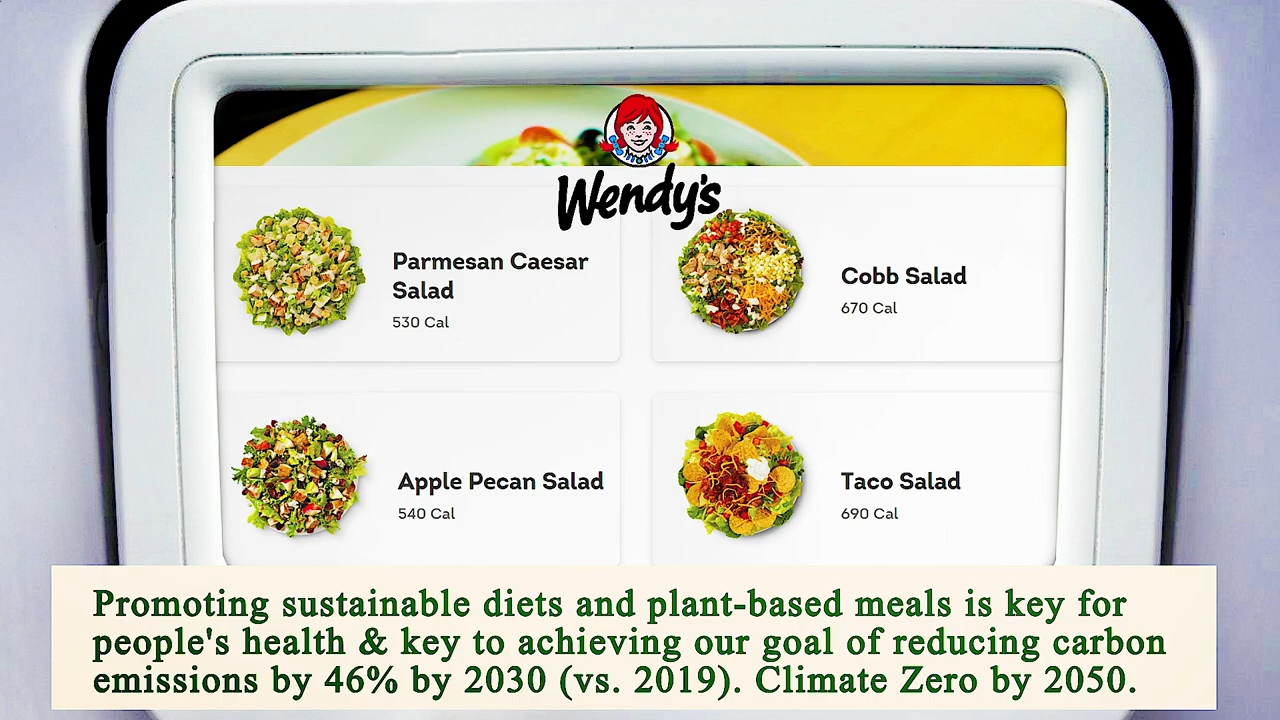 Wendy's
Parmesan Caesar
Salad
530 Cal
Cobb Salad
670 Cal
Apple Pecan Salad
540 Cal
Taco Salad
690 Cal
Promoting sustainable diets and plant-based meals is key for
people's health & key to achieving our goal of reducing carbon
emissions by 46% by 2030 (vs. 2019). Climate Zero by 2050.